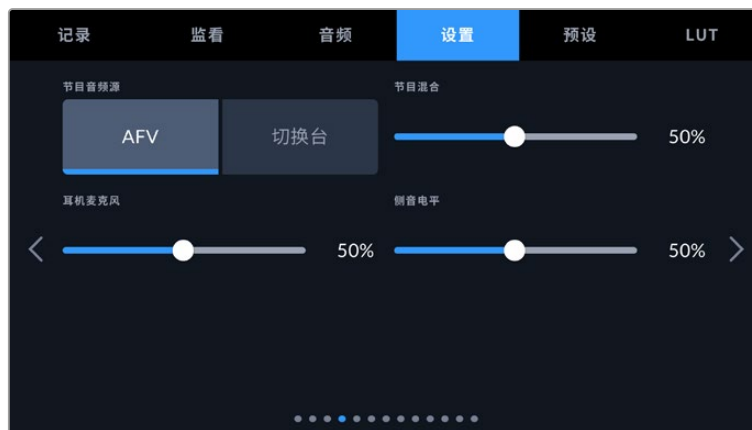 记录 监看 音频 设置 预设 LUT
节目音频源 节目混合
AFV 切换台 50%
耳机麦克风 侧音电平
50% 50%